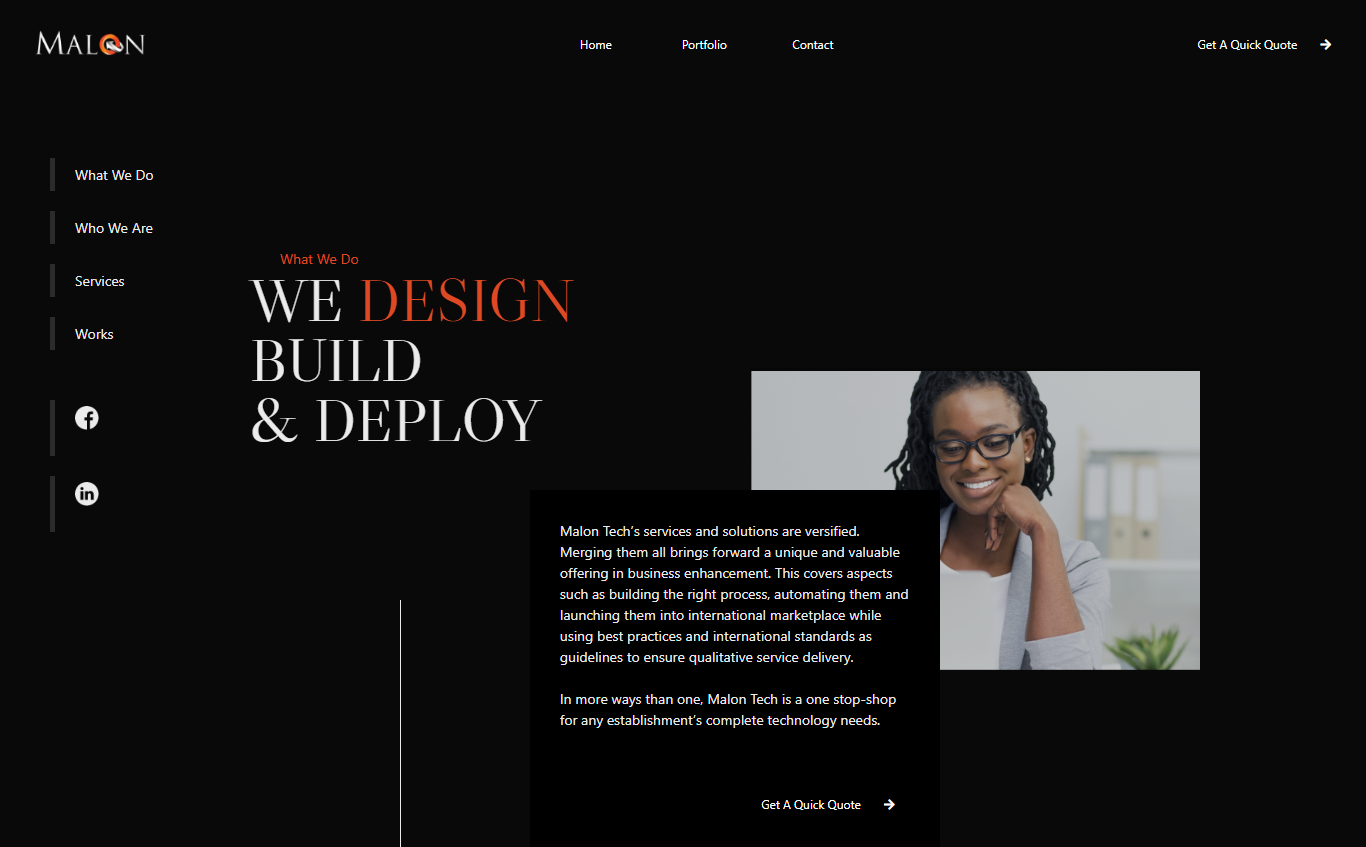 MALON
Home
Portfolio
Contact
Get A Quick Quote
What We Do
Who We Are
Services
Works
What We Do
WE DESIGN
BUILD
& DEPLOY
Malon Tech’s services and solutions are versified.
Merging them all brings forward a unique and valuable
offering in business enhancement. This covers aspects
such as building the right process, automating them and
launching them into international marketplace while
using best practices and international standards as
guidelines to ensure qualitative service delivery.
In more ways than one, Malon Tech is a one stop-shop
for any establishment’s complete technology needs.
Get A Quick Quote